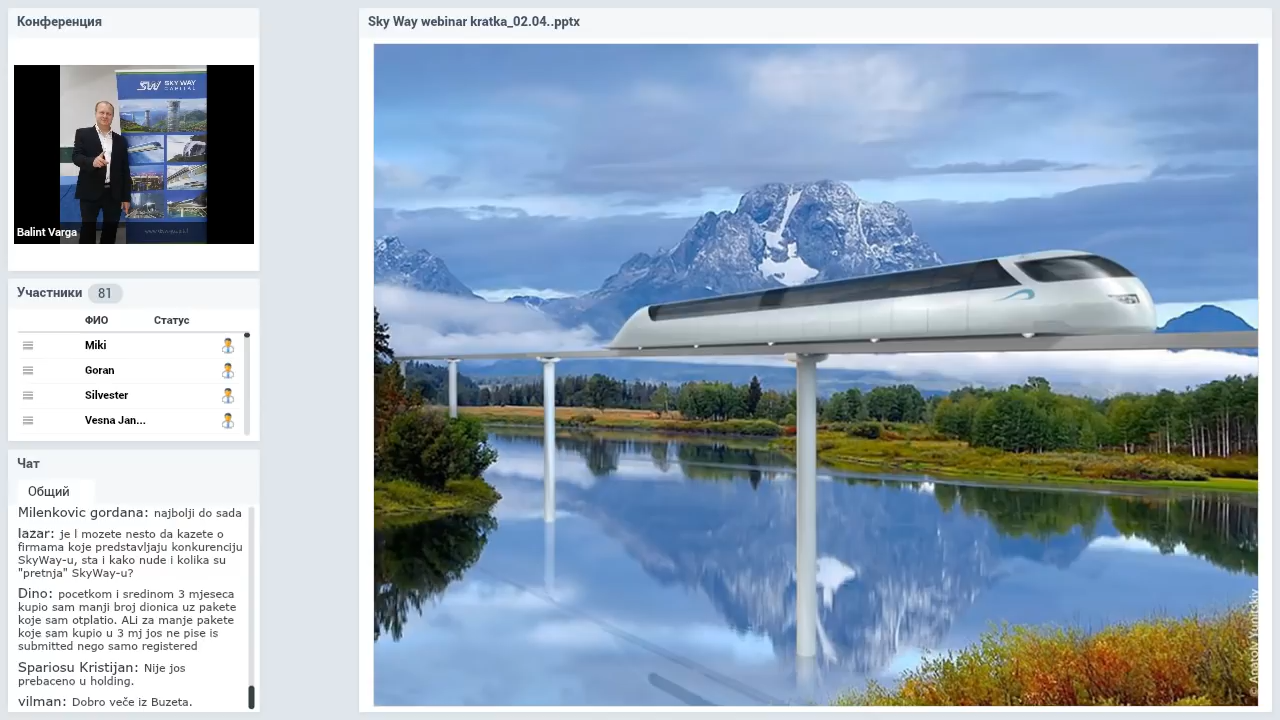 Конференция
SKY WAY
CAPITAL
Balint Varga
Участники 81
ФИО Статус
Miki
Goran
Silvester
Vesna Jan...
Чат
Общий
Milenkovic gordana: najbolji do sada
lazar: je l mozete nesto da kazete o
firmama koje predstavljaju konkurenciju
SkyWay-u, sta i kako nude i kolika su
"pretnja" SkyWay-u?
Dino: pocetkom i sredinom 3 mjeseca
kupio sam manji broj dionica uz pakete
koje sam otplatio. ALi za manje pakete
koje sam kupio u 3 mj jos ne pise is
submitted nego samo registered
Spariosu Kristijan: Nije jos
prebaceno u holding.
vilman: Dobro veče iz Buzeta.
Sky Way webinar kratka_02.04..pptx
© Anatoly Yunitskiy